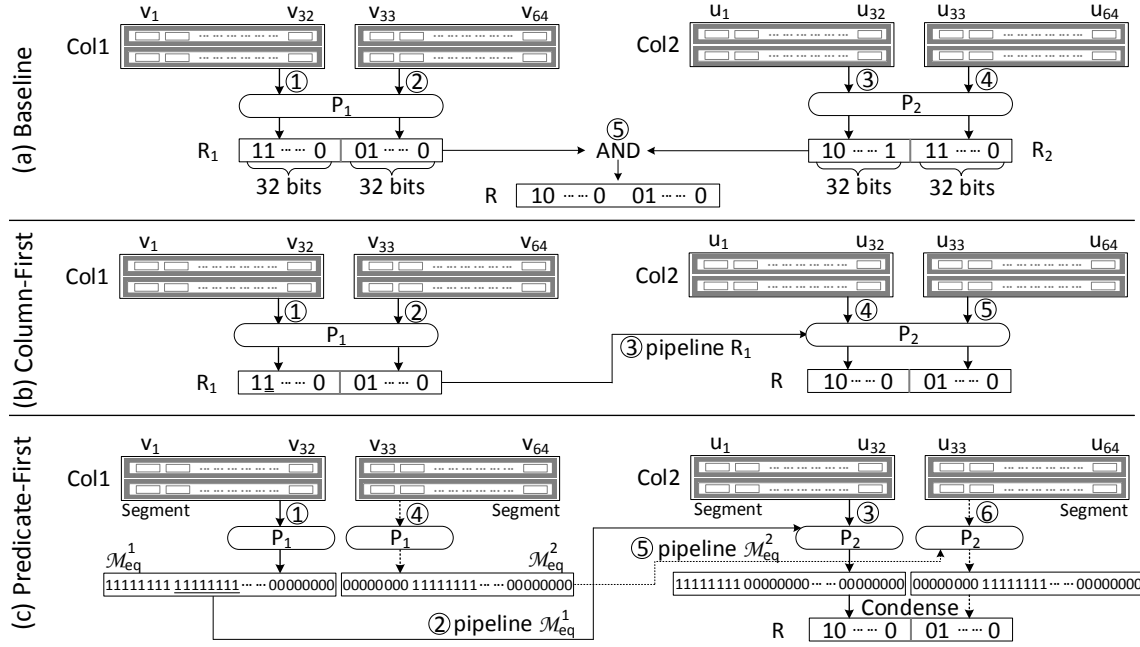 (a) Baseline
v1 v32 v33 v64 u1 u32 u33 u64
Col1 Col2
① ② ③ ④
P1 P2
⑤
R1 11 ······ 0 01 ······ 0 AND 10 ······ 1 11 ······ 0 R2
32 bits 32 bits 32 bits 32 bits
R 10 ······ 0 01 ······ 0
(b) Column-First
v1 v32 v33 v64 u1 u32 u33 u64
Col1 Col2
① ② ④ ⑤
P1 P2
③ pipeline R1
R1 11 ······ 0 01 ······ 0 R 10 ······ 0 01 ······ 0
(c) Predicate-First
v1 v32 v33 v64 u1 u32 u33 u64
Col1 Col2
Segment ① ④ Segment Segment ③ ⑥ Segment
P1 P1 P2 P2
ℳ¹eq ℳ²eq ⑤ pipeline ℳ²eq
11111111 11111111 ······ 00000000 00000000 11111111 ······ 00000000 11111111 00000000 ······ 00000000 00000000 11111111 ······ 00000000
Condense
② pipeline ℳ¹eq
R 10 ······ 0 01 ······ 0